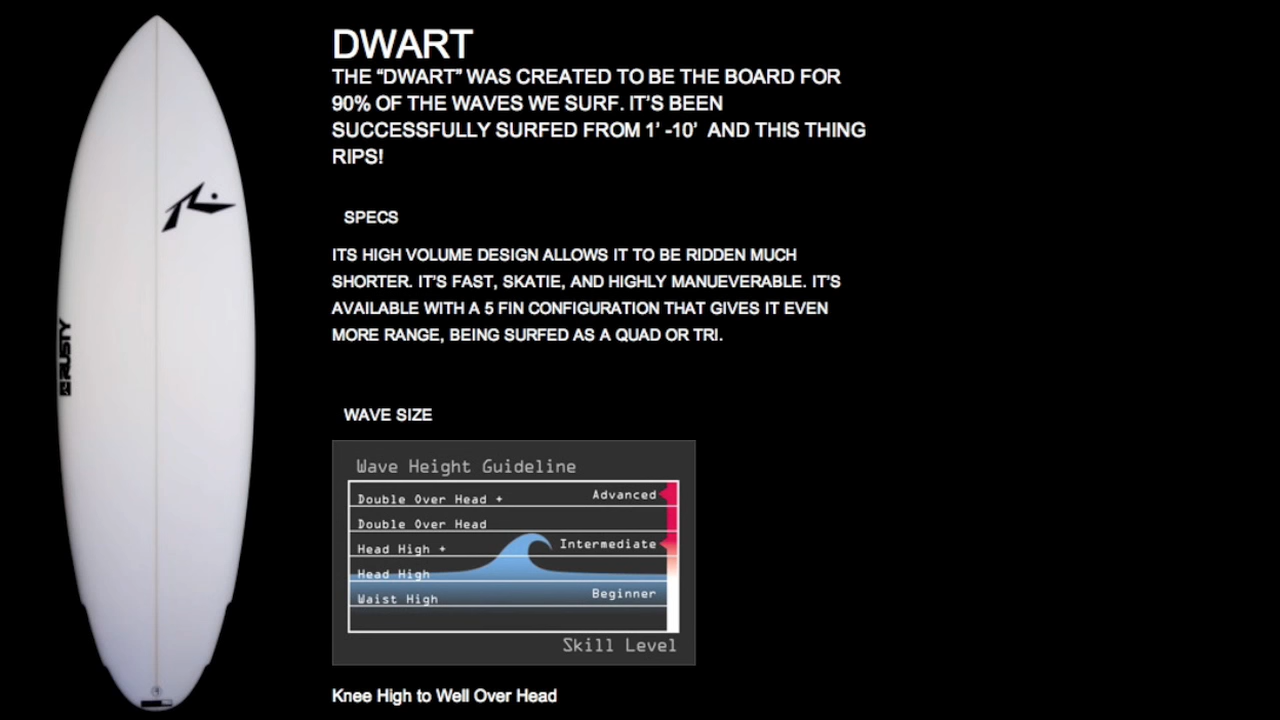 DWART
THE “DWART” WAS CREATED TO BE THE BOARD FOR
90% OF THE WAVES WE SURF. IT’S BEEN
SUCCESSFULLY SURFED FROM 1’ -10’ AND THIS THING
RIPS!
SPECS
ITS HIGH VOLUME DESIGN ALLOWS IT TO BE RIDDEN MUCH
SHORTER. IT’S FAST, SKATIE, AND HIGHLY MANUEVERABLE. IT’S
AVAILABLE WITH A 5 FIN CONFIGURATION THAT GIVES IT EVEN
MORE RANGE, BEING SURFED AS A QUAD OR TRI.
RUSTY
WAVE SIZE
Wave Height Guideline
Double Over Head +
Advanced
Double Over Head
Head High +
Intermediate
Head High
Waist High
Beginner
Skill Level
Knee High to Well Over Head